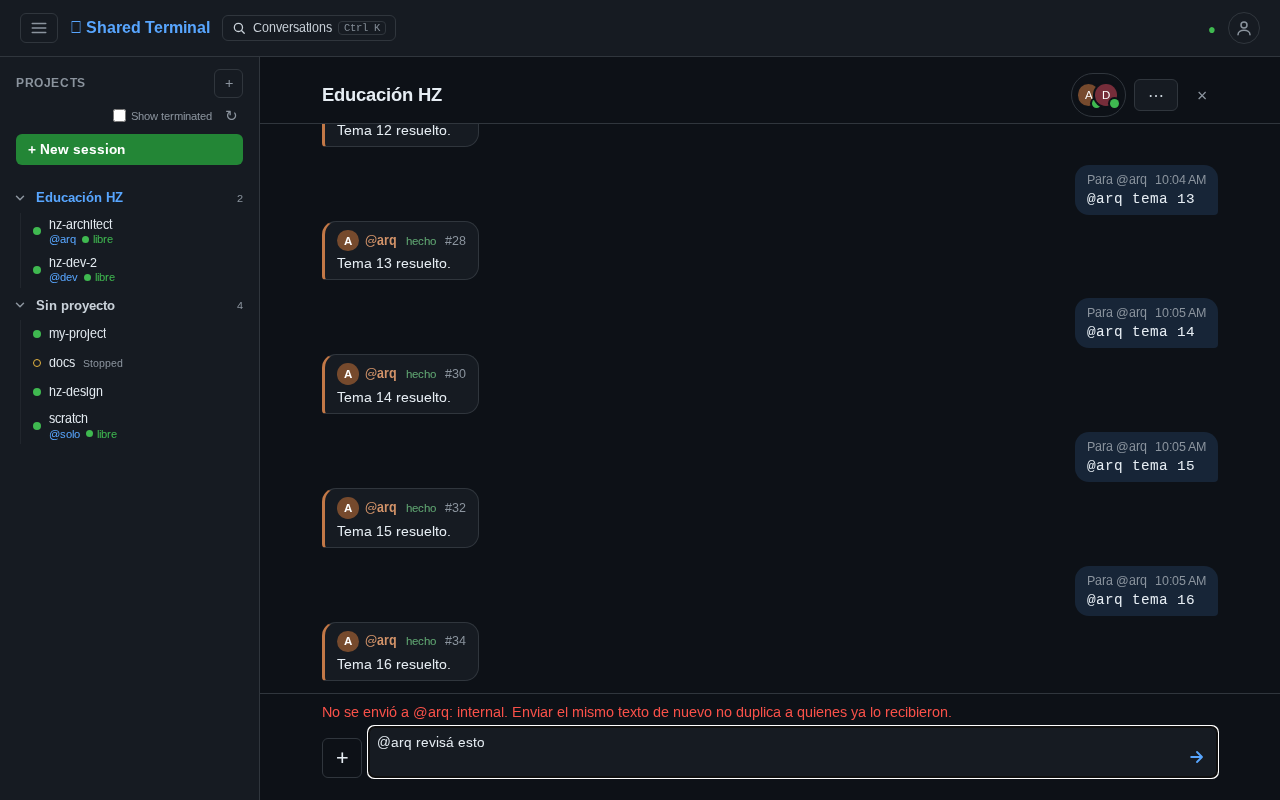 Shared Terminal
Conversations Ctrl K
PROJECTS
+
Show terminated ↻
+ New session
Educación HZ 2
hz-architect
@arq libre
hz-dev-2
@dev libre
Sin proyecto 4
my-project
docs Stopped
hz-design
scratch
@solo libre
Educación HZ
A D ⋯ ×
Tema 12 resuelto.
Para @arq 10:04 AM
@arq tema 13
A @arq hecho #28
Tema 13 resuelto.
Para @arq 10:05 AM
@arq tema 14
A @arq hecho #30
Tema 14 resuelto.
Para @arq 10:05 AM
@arq tema 15
A @arq hecho #32
Tema 15 resuelto.
Para @arq 10:05 AM
@arq tema 16
A @arq hecho #34
Tema 16 resuelto.
No se envió a @arq: internal. Enviar el mismo texto de nuevo no duplica a quienes ya lo recibieron.
+ @arq revisá esto